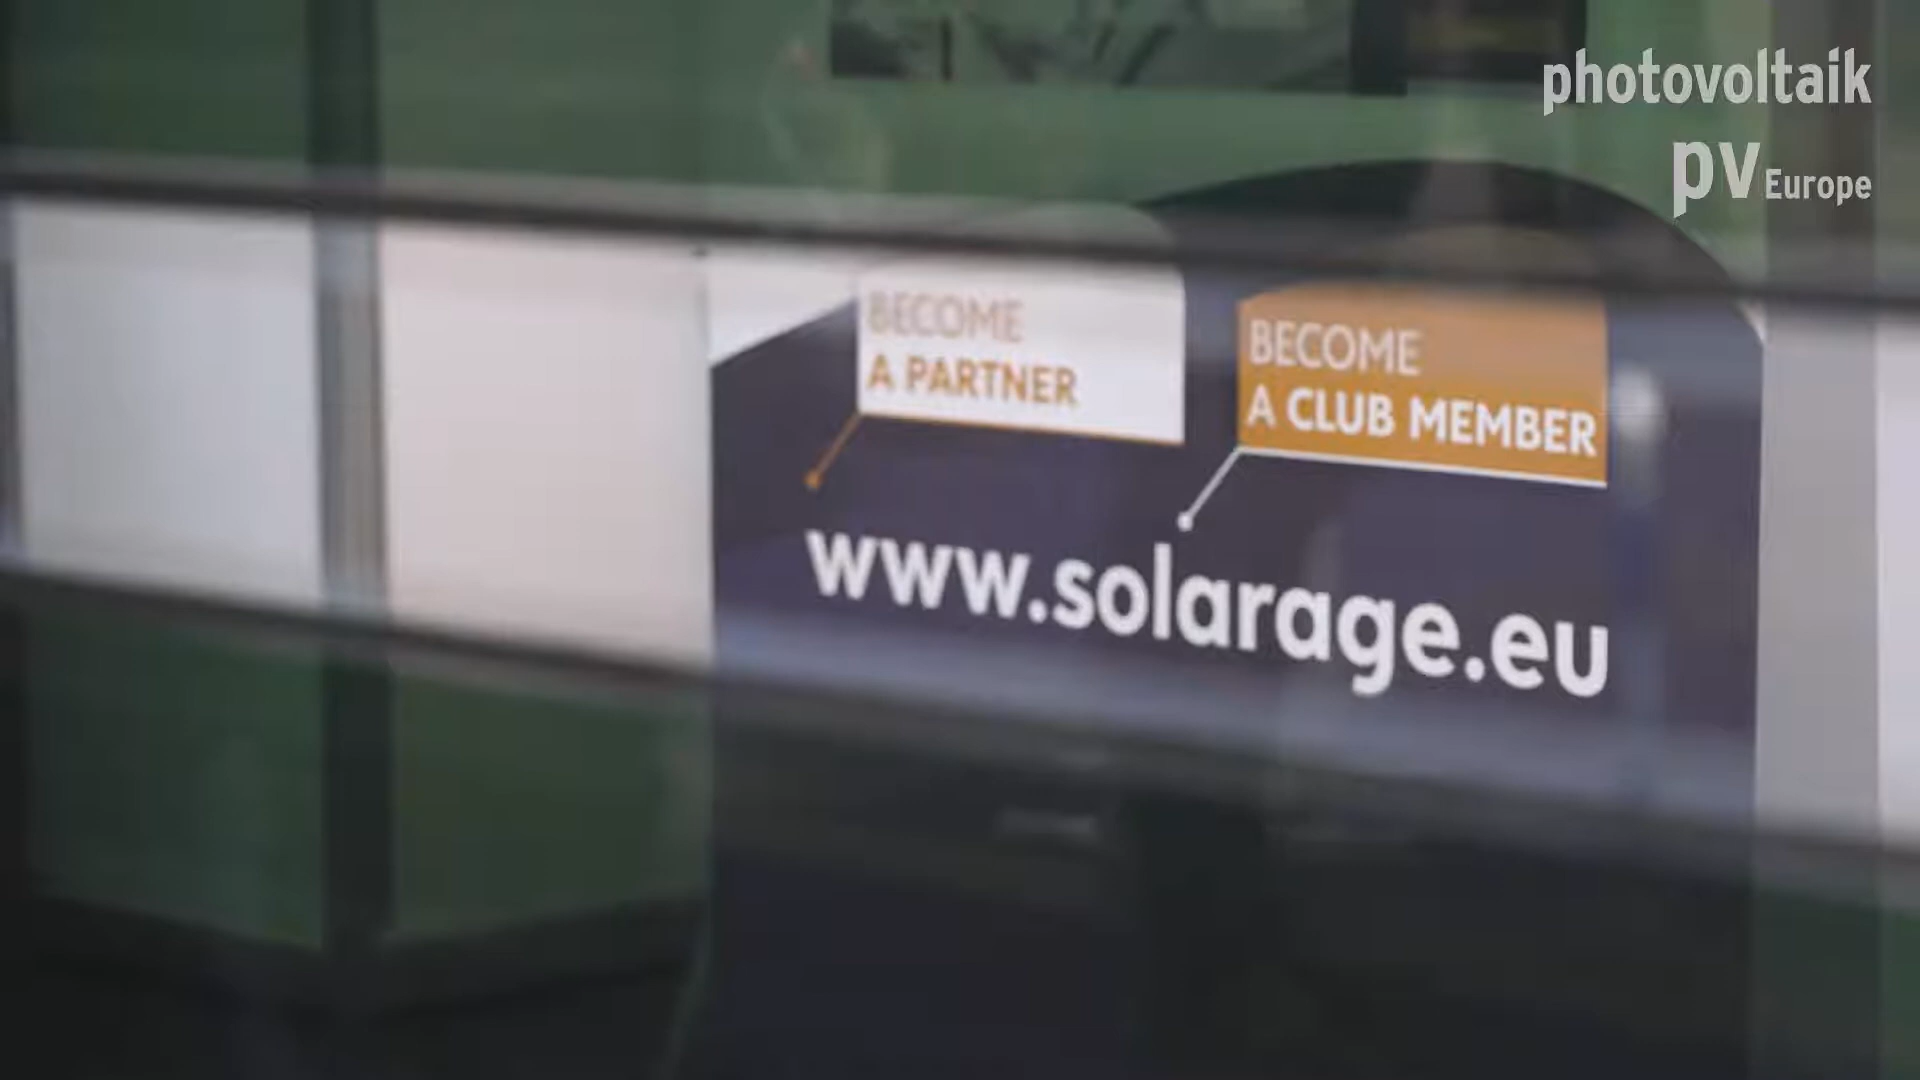 photovoltaik
pv Europe
BECOME
A PARTNER
BECOME
A CLUB MEMBER
www.solarage.eu